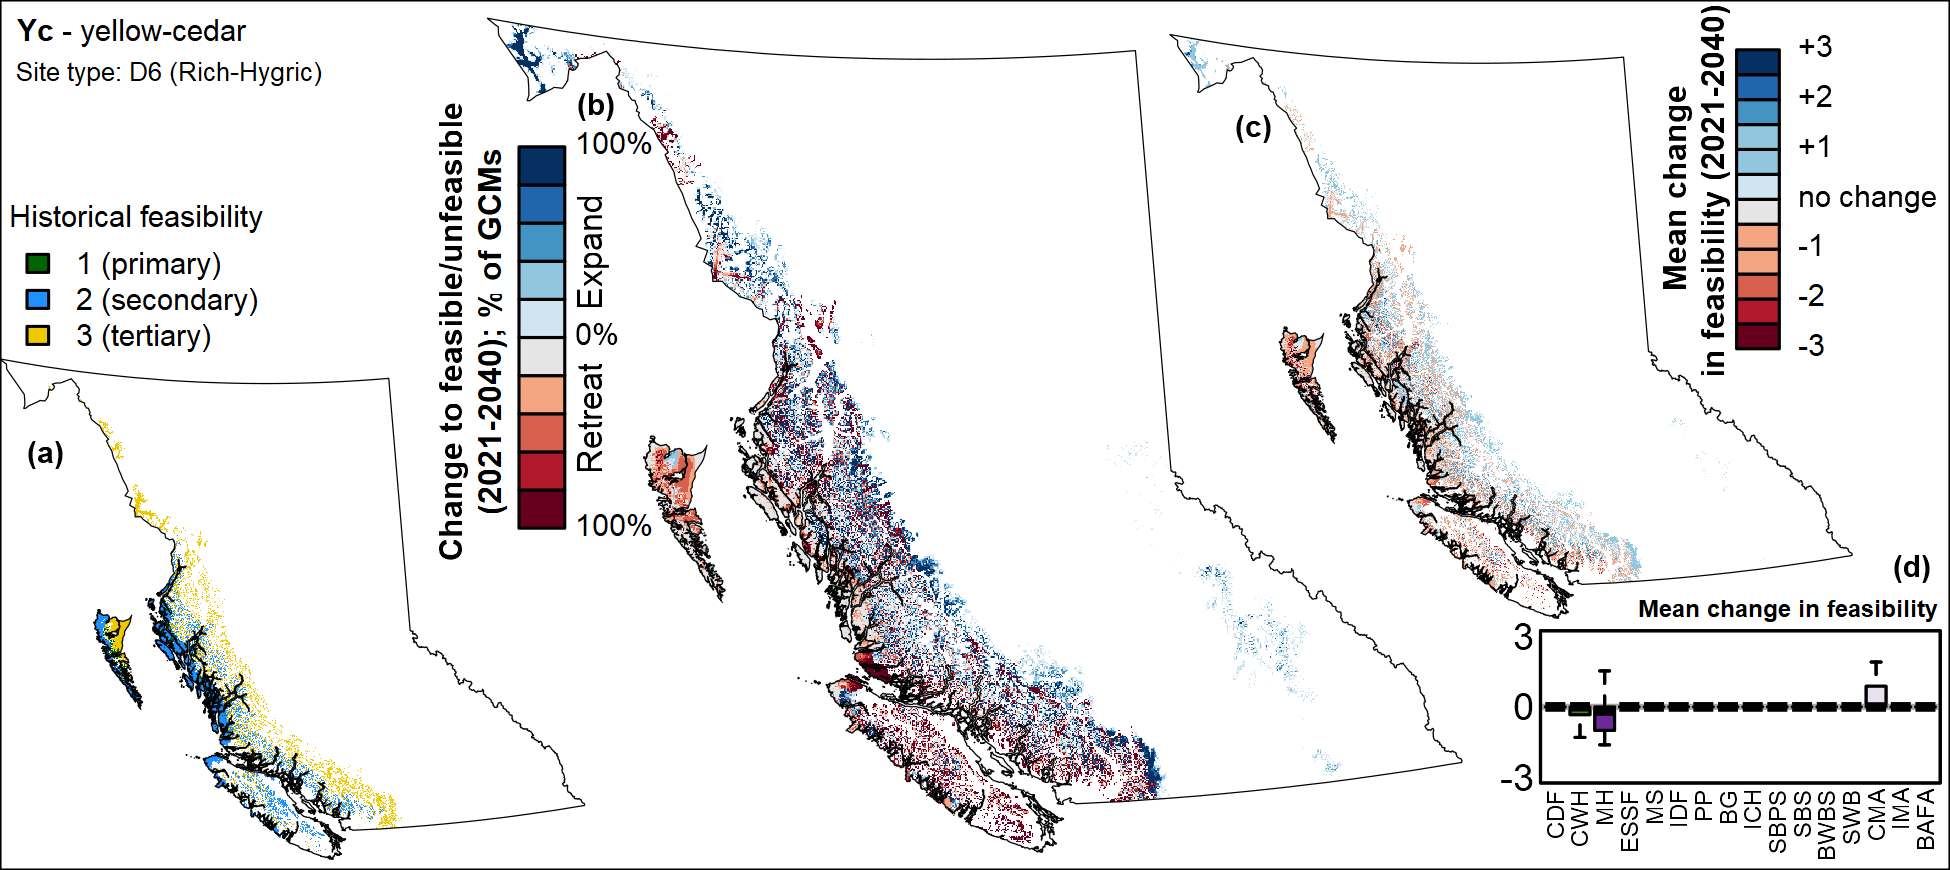 Yc - yellow-cedar
Site type: D6 (Rich-Hygric)
Historical feasibility
1 (primary)
2 (secondary)
3 (tertiary)
(a)
(b)
Change to feasible/unfeasible
(2021-2040); % of GCMs
100%
Expand
0%
Retreat
100%
(c)
Mean change
in feasibility (2021-2040)
+3
+2
+1
no change
-1
-2
-3
(d)
Mean change in feasibility
3
0
-3
CDF
CWH
MH
ESSF
MS
IDF
PP
BG
ICH
SBPS
SBS
BWBS
SWB
CMA
IMA
BAFA